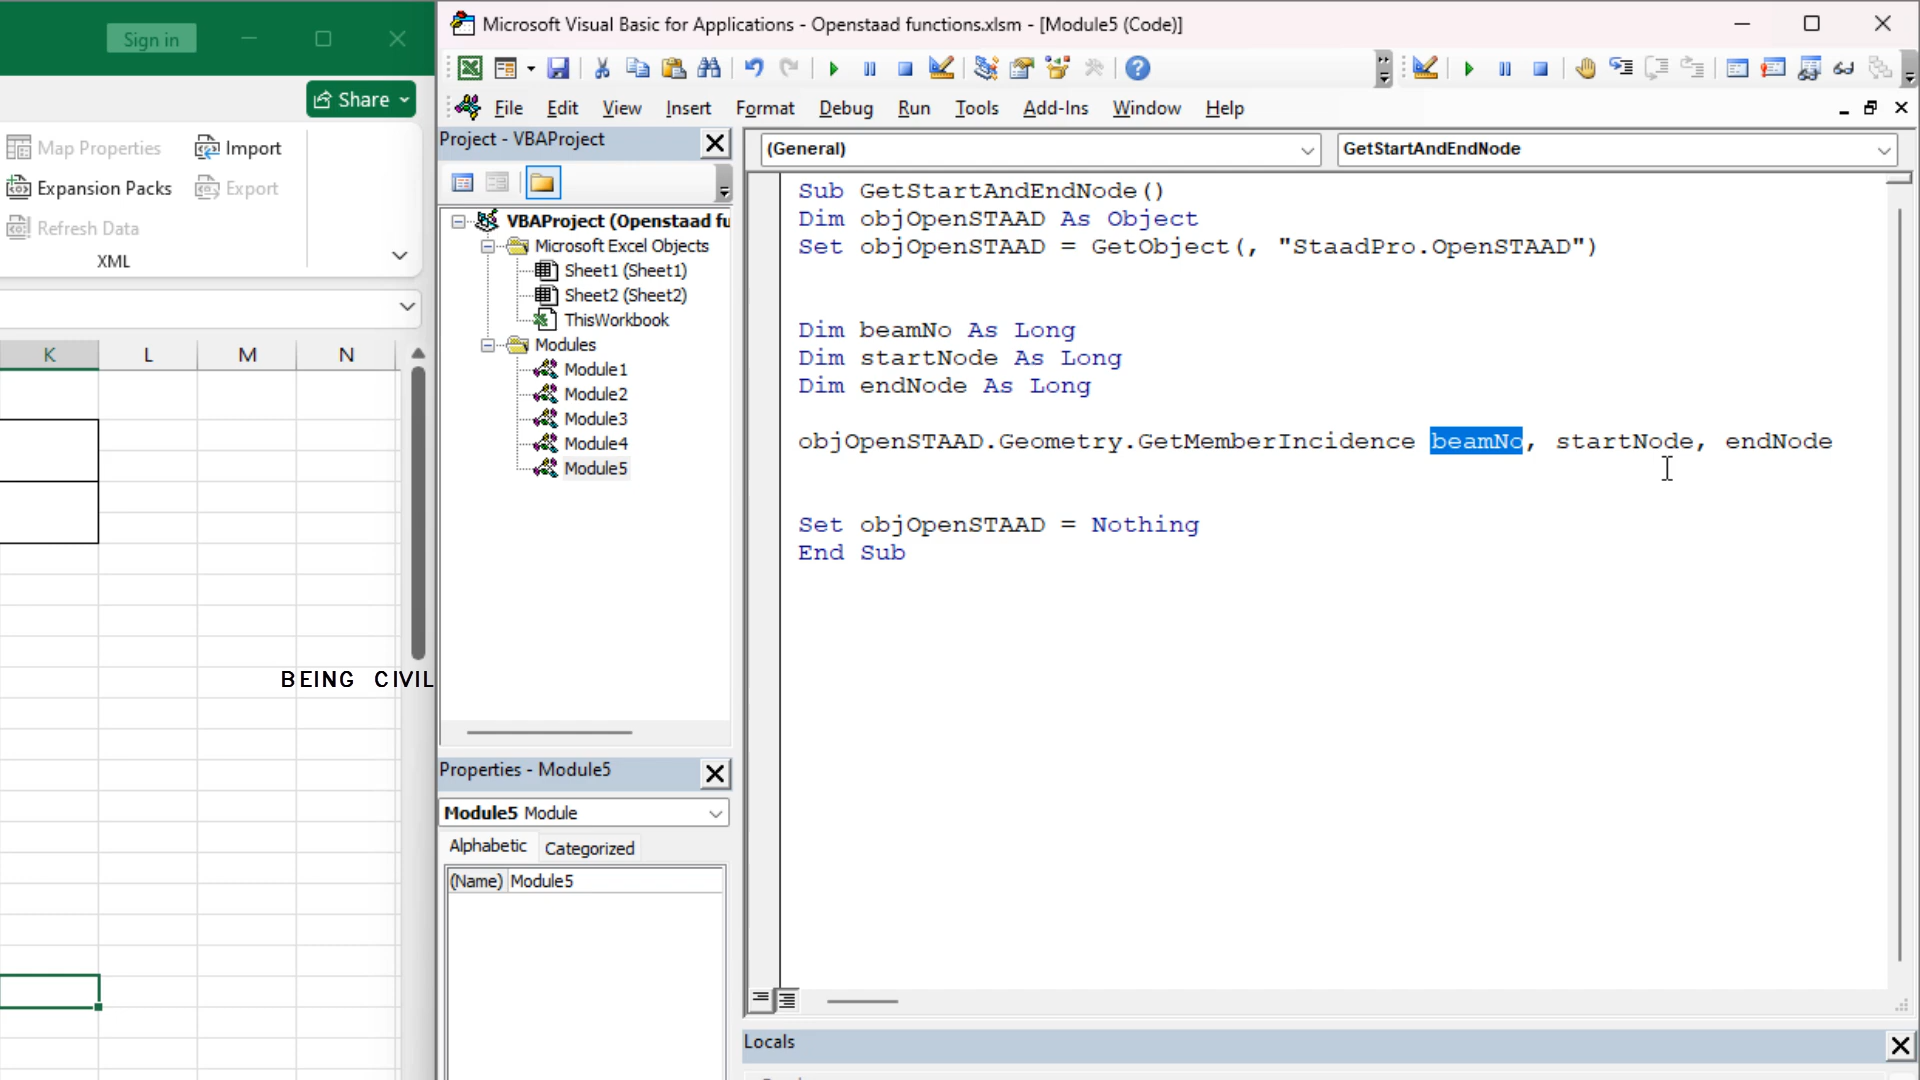 Sign in
Share
Map Properties
Import
Expansion Packs
Export
Refresh Data
XML
K L M N
BEING CIVIL
Microsoft Visual Basic for Applications - Openstaad functions.xlsm - [Module5 (Code)]
File Edit View Insert Format Debug Run Tools Add-Ins Window Help
Project - VBAProject
VBAProject (Openstaad fu
Microsoft Excel Objects
Sheet1 (Sheet1)
Sheet2 (Sheet2)
ThisWorkbook
Modules
Module1
Module2
Module3
Module4
Module5
Properties - Module5
Module5 Module
Alphabetic Categorized
(Name) Module5
(General) GetStartAndEndNode
Sub GetStartAndEndNode()
Dim objOpenSTAAD As Object
Set objOpenSTAAD = GetObject(, "StaadPro.OpenSTAAD")
Dim beamNo As Long
Dim startNode As Long
Dim endNode As Long
objOpenSTAAD.Geometry.GetMemberIncidence beamNo, startNode, endNode
Set objOpenSTAAD = Nothing
End Sub
Locals